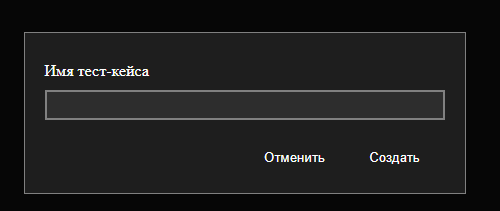 Имя тест-кейса
Отменить Создать